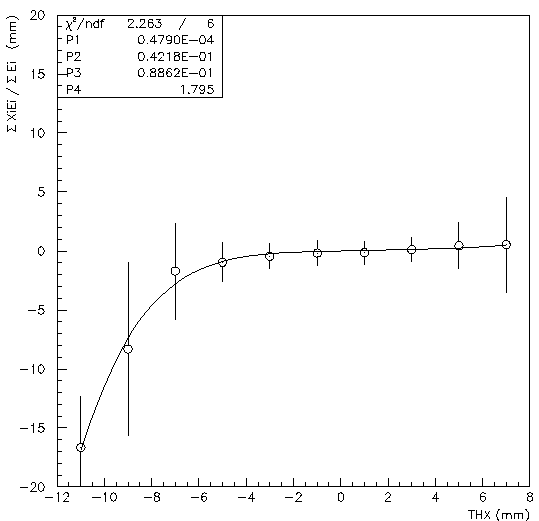 χ²/ndf 2.263 / 6
P1 0.4790E-04
P2 0.4218E-01
P3 0.8862E-01
P4 1.795
Σ XiEi / Σ Ei (mm)
20
15
10
5
0
−5
−10
−15
−20
−12 −10 −8 −6 −4 −2 0 2 4 6 8
THX (mm)